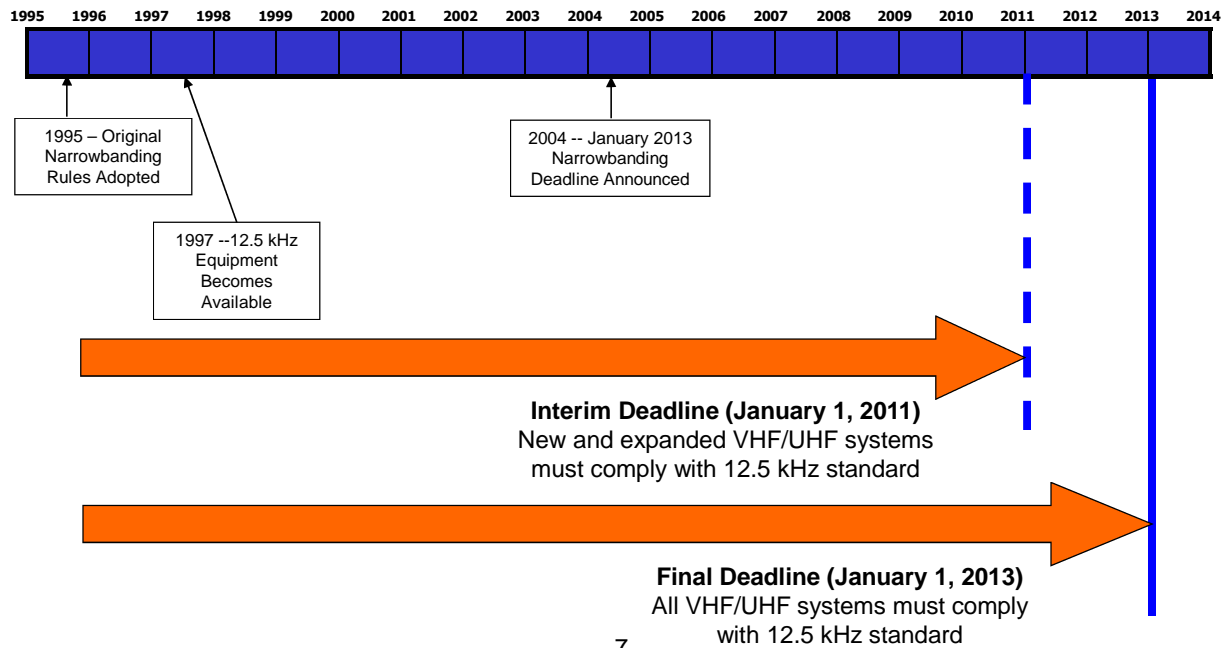 1995 1996 1997 1998 1999 2000 2001 2002 2003 2004 2005 2006 2007 2008 2009 2010 2011 2012 2013 2014
1995 – Original
Narrowbanding
Rules Adopted
2004 -- January 2013
Narrowbanding
Deadline Announced
1997 --12.5 kHz
Equipment
Becomes
Available
Interim Deadline (January 1, 2011)
New and expanded VHF/UHF systems
must comply with 12.5 kHz standard
Final Deadline (January 1, 2013)
All VHF/UHF systems must comply
with 12.5 kHz standard
7